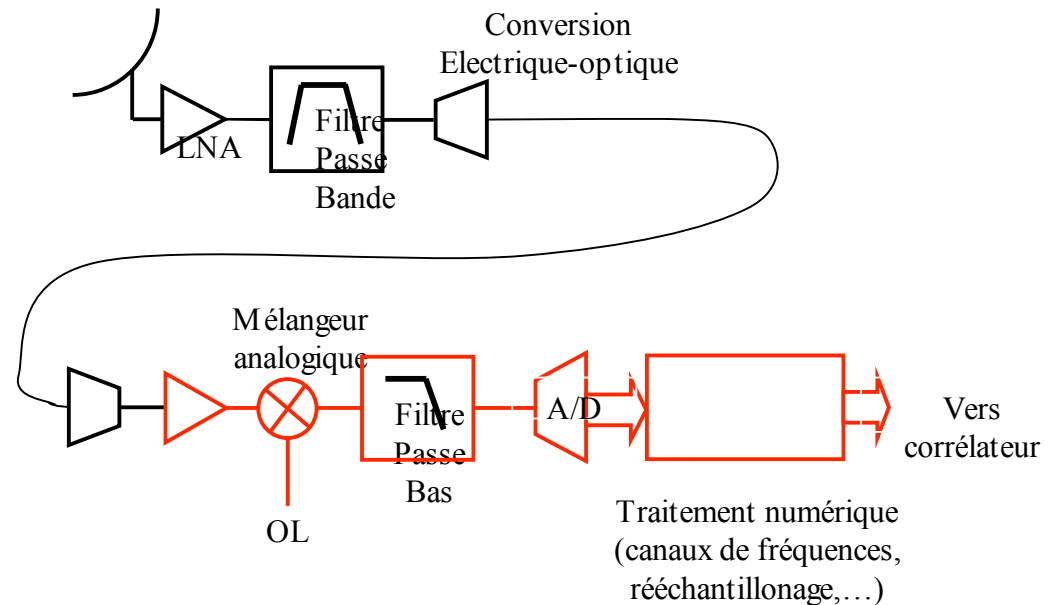 Conversion
Electrique-optique
LNA
Filtre
Passe
Bande
Mélangeur
analogique
Filtre
Passe
Bas
A/D
OL
Vers
corrélateur
Traitement numérique
(canaux de fréquences,
rééchantillonage,…)